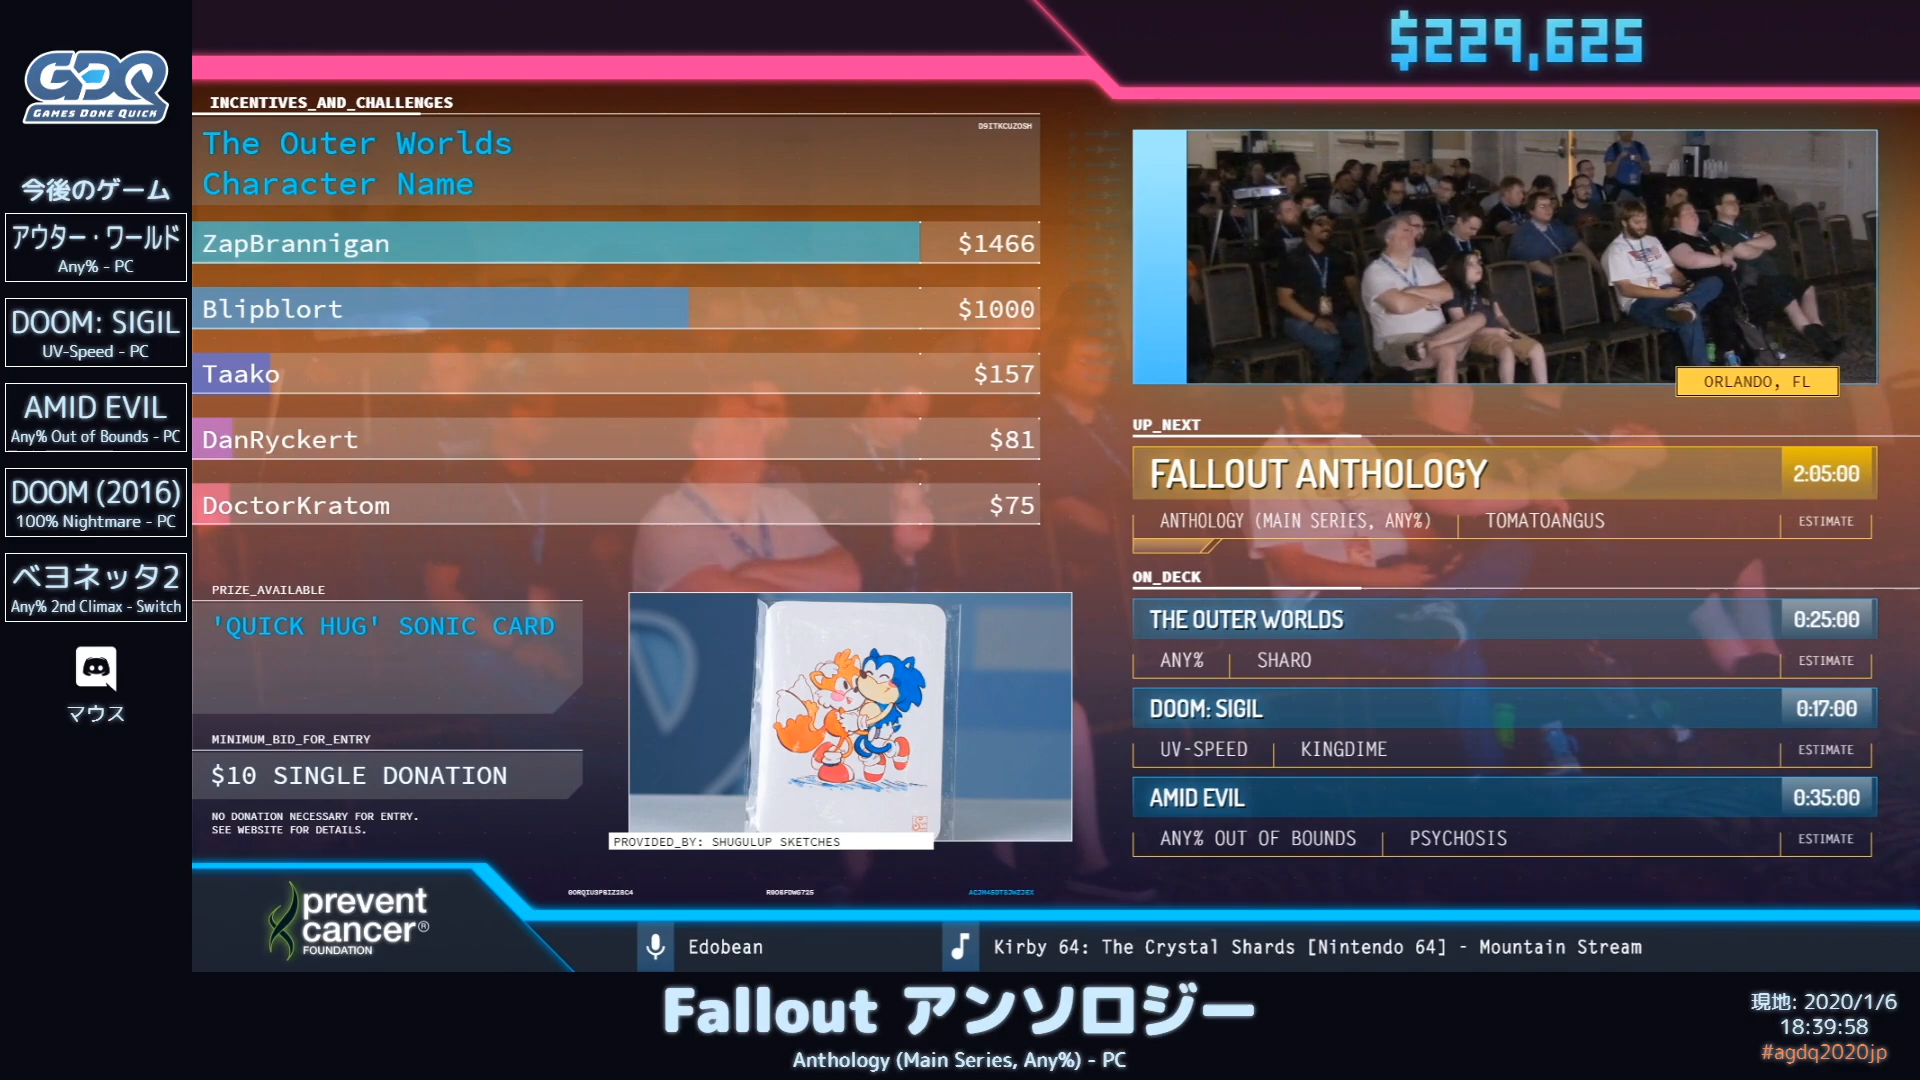 GDQ
GAMES DONE QUICK
今後のゲーム
アウター・ワールド
Any% - PC
DOOM: SIGIL
UV-Speed - PC
AMID EVIL
Any% Out of Bounds - PC
DOOM (2016)
100% Nightmare - PC
ベヨネッタ2
Any% 2nd Climax - Switch
マウス
$229,625
INCENTIVES_AND_CHALLENGES
The Outer Worlds
Character Name
ZapBrannigan $1466
Blipblort $1000
Taako $157
DanRyckert $81
DoctorKratom $75
PRIZE_AVAILABLE
'QUICK HUG' SONIC CARD
MINIMUM_BID_FOR_ENTRY
$10 SINGLE DONATION
NO DONATION NECESSARY FOR ENTRY.
SEE WEBSITE FOR DETAILS.
PROVIDED_BY: SHUGULUP SKETCHES
ORLANDO, FL
UP_NEXT
FALLOUT ANTHOLOGY 2:05:00
ANTHOLOGY (MAIN SERIES, ANY%) TOMATOANGUS ESTIMATE
ON_DECK
THE OUTER WORLDS 0:25:00
ANY% SHARO ESTIMATE
DOOM: SIGIL 0:17:00
UV-SPEED KINGDIME ESTIMATE
AMID EVIL 0:35:00
ANY% OUT OF BOUNDS PSYCHOSIS ESTIMATE
prevent
cancer®
FOUNDATION
Edobean
Kirby 64: The Crystal Shards [Nintendo 64] - Mountain Stream
Fallout アンソロジー
Anthology (Main Series, Any%) - PC
現地: 2020/1/6
18:39:58
#agdq2020jp